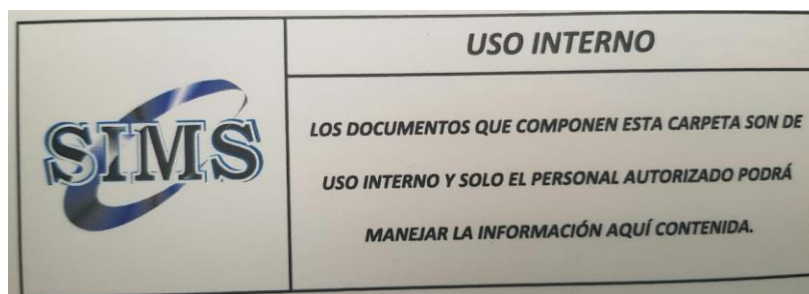 USO INTERNO
SIMS
LOS DOCUMENTOS QUE COMPONEN ESTA CARPETA SON DE
USO INTERNO Y SOLO EL PERSONAL AUTORIZADO PODRÁ
MANEJAR LA INFORMACIÓN AQUÍ CONTENIDA.